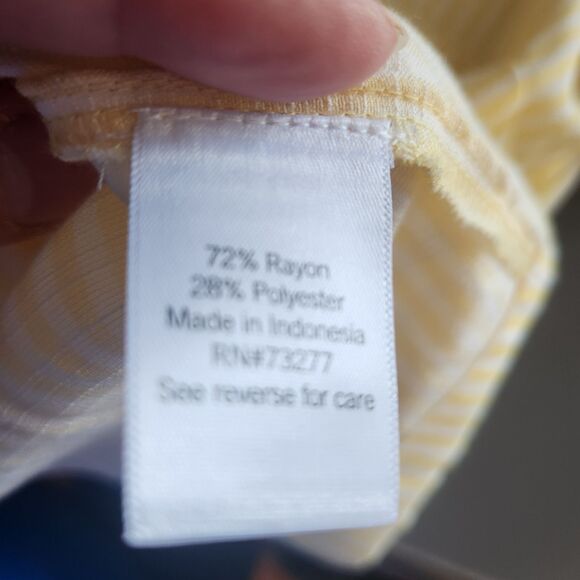 72% Rayon
28% Polyester
Made in Indonesia
RN#73277
See reverse for care